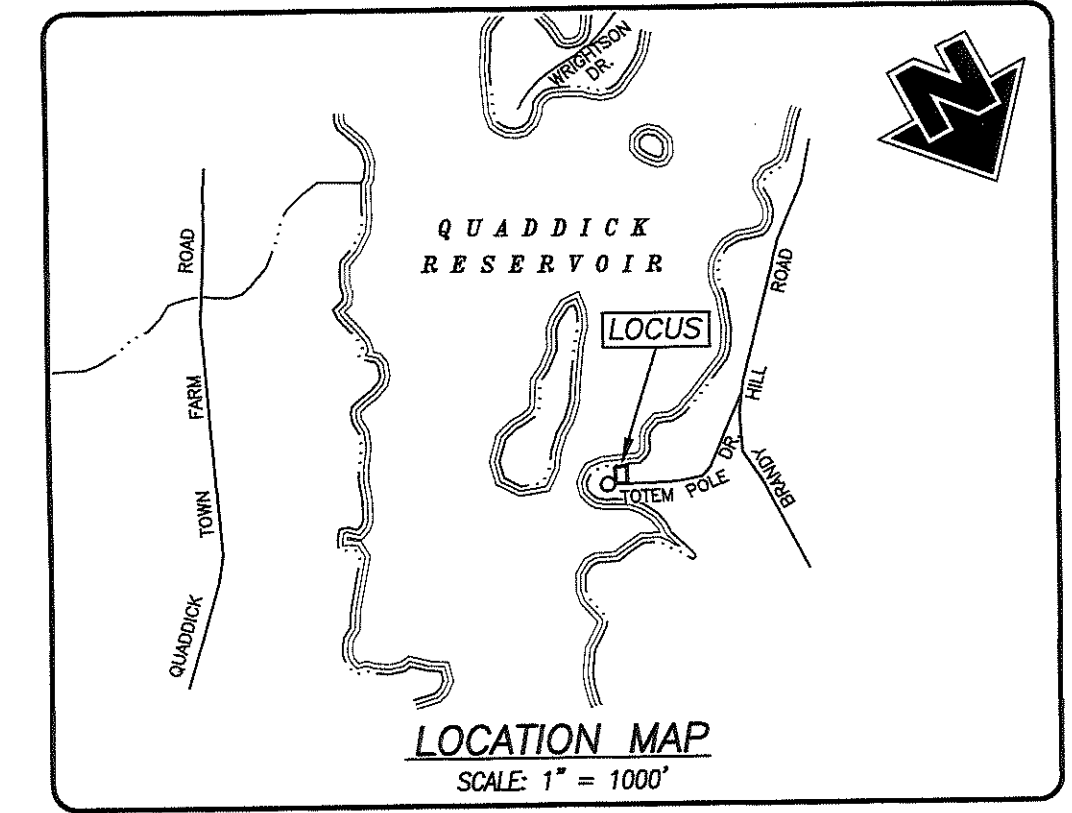 WRIGHTSON
DR.
N
QUADDICK
RESERVOIR
LOCUS
ROAD
FARM
TOWN
QUADDICK
ROAD
HILL
BRANDY
TOTEM POLE DR.
LOCATION MAP
SCALE: 1" = 1000'